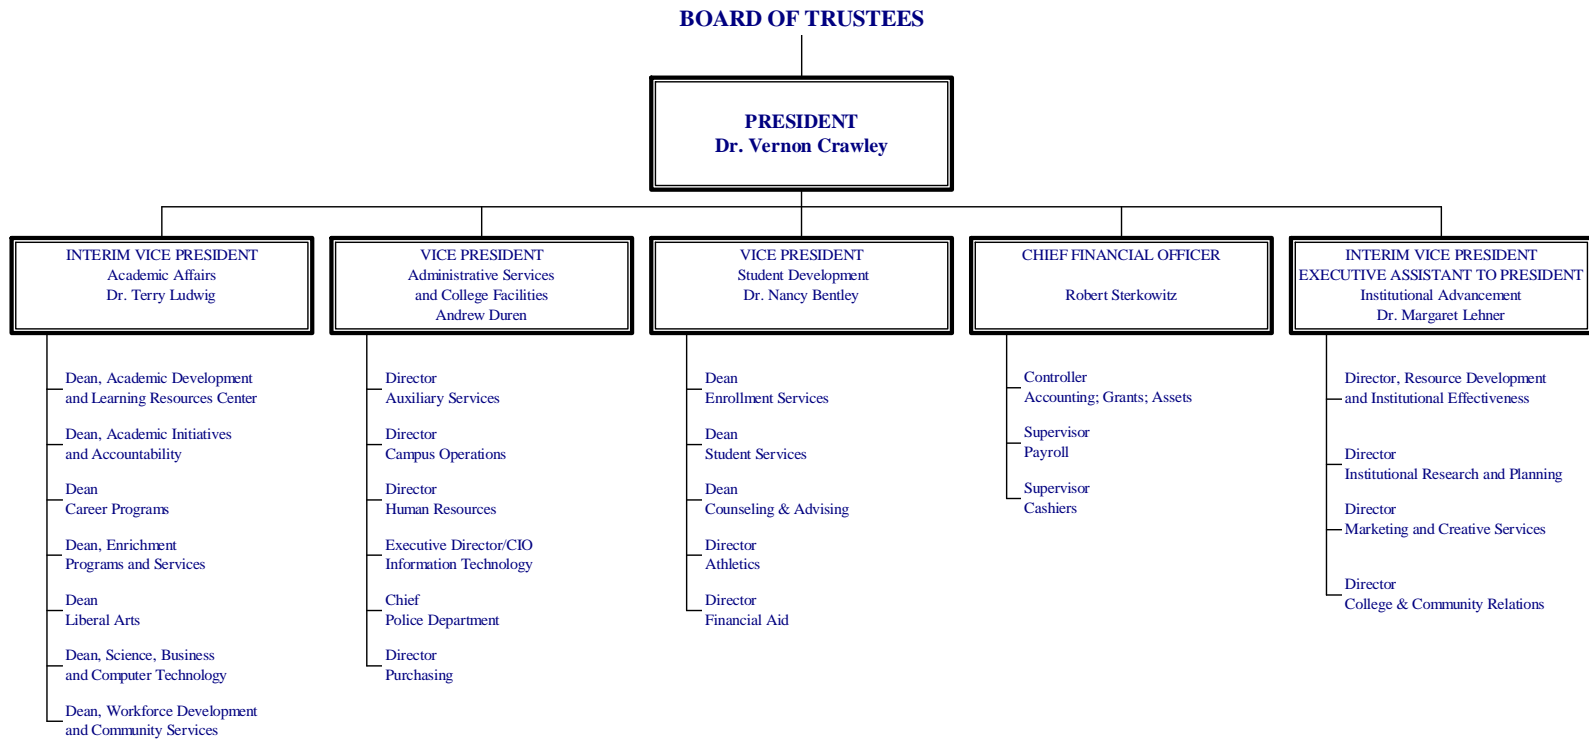 BOARD OF TRUSTEES
PRESIDENT
Dr. Vernon Crawley
INTERIM VICE PRESIDENT
Academic Affairs
Dr. Terry Ludwig
VICE PRESIDENT
Administrative Services
and College Facilities
Andrew Duren
VICE PRESIDENT
Student Development
Dr. Nancy Bentley
CHIEF FINANCIAL OFFICER
Robert Sterkowitz
INTERIM VICE PRESIDENT
EXECUTIVE ASSISTANT TO PRESIDENT
Institutional Advancement
Dr. Margaret Lehner
Dean, Academic Development
and Learning Resources Center
Dean, Academic Initiatives
and Accountability
Dean
Career Programs
Dean, Enrichment
Programs and Services
Dean
Liberal Arts
Dean, Science, Business
and Computer Technology
Dean, Workforce Development
and Community Services
Director
Auxiliary Services
Director
Campus Operations
Director
Human Resources
Executive Director/CIO
Information Technology
Chief
Police Department
Director
Purchasing
Dean
Enrollment Services
Dean
Student Services
Dean
Counseling & Advising
Director
Athletics
Director
Financial Aid
Controller
Accounting; Grants; Assets
Supervisor
Payroll
Supervisor
Cashiers
Director, Resource Development
and Institutional Effectiveness
Director
Institutional Research and Planning
Director
Marketing and Creative Services
Director
College & Community Relations